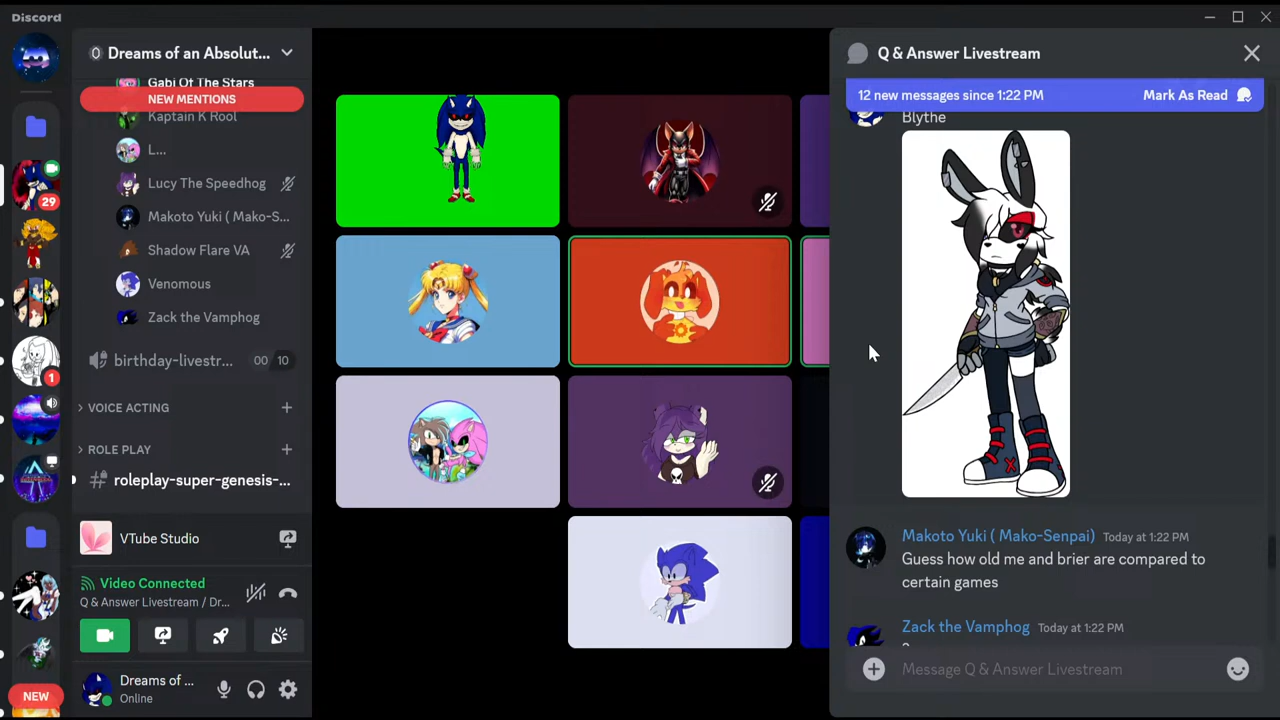 Discord
Dreams of an Absolut...
Gabi Of The Stars
NEW MENTIONS
Kaptain K Rool
L...
Lucy The Speedhog
Makoto Yuki ( Mako-S...
Shadow Flare VA
Venomous
Zack the Vamphog
birthday-livestr...
00 10
VOICE ACTING
ROLE PLAY
roleplay-super-genesis-...
VTube Studio
Video Connected
Q & Answer Livestream / Dr...
Dreams of ...
Online
29
1
NEW
Q & Answer Livestream
12 new messages since 1:22 PM
Mark As Read
Blythe
Makoto Yuki ( Mako-Senpai) Today at 1:22 PM
Guess how old me and brier are compared to
certain games
Zack the Vamphog Today at 1:22 PM
Message Q & Answer Livestream